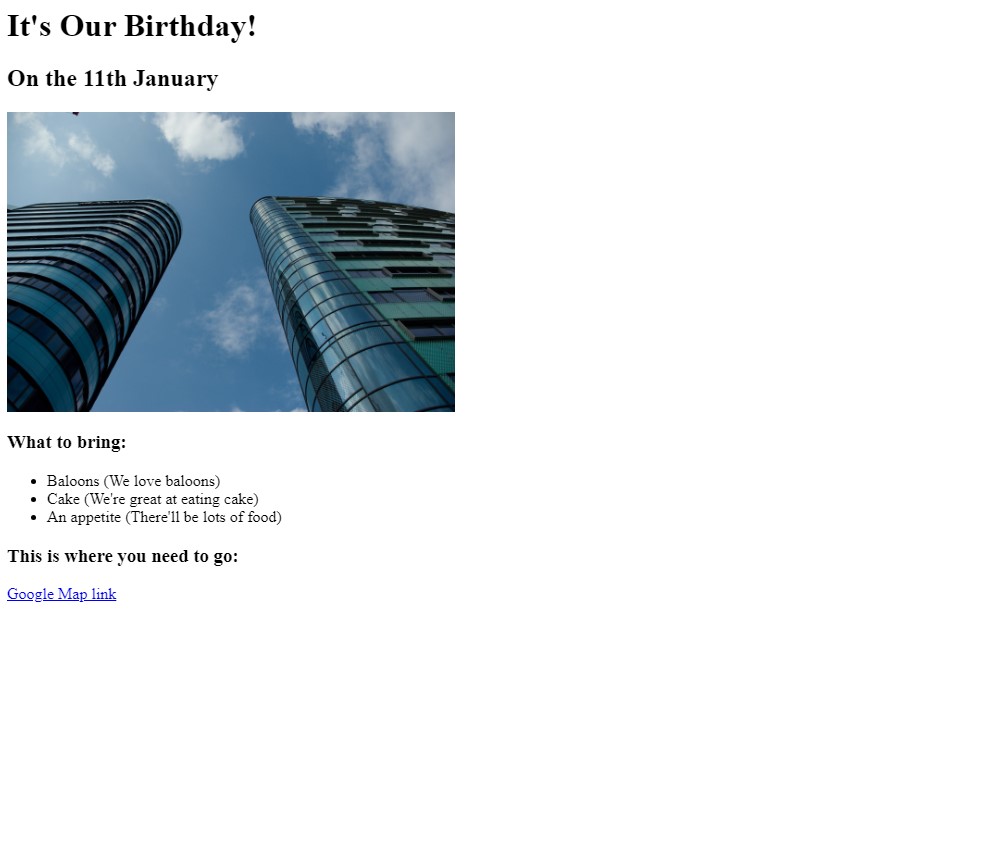 It's Our Birthday!
On the 11th January
What to bring:
Baloons (We love baloons)
Cake (We're great at eating cake)
An appetite (There'll be lots of food)
This is where you need to go:
Google Map link